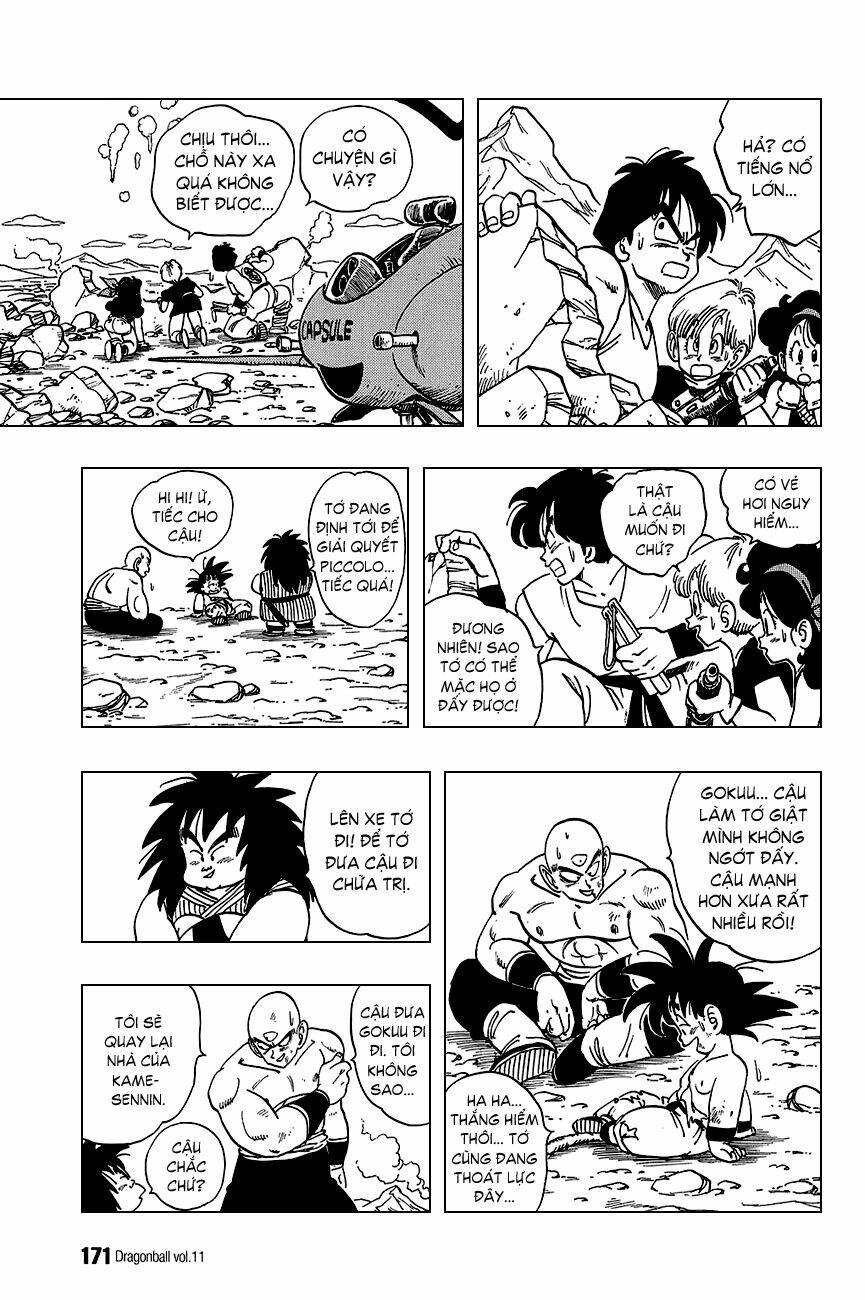 HẢ? CÓ
TIẾNG NỔ
LỚN...
CÓ
CHUYỆN GÌ
VẬY?
CHỊU THÔI...
CHỖ NÀY XA
QUÁ KHÔNG
BIẾT ĐƯỢC...
CAPSULE
CÓ VẺ
HƠI NGUY
HIỂM...
THẬT
LÀ CẬU
MUỐN ĐI
CHỨ?
ĐƯƠNG
NHIÊN! SAO
TỚ CÓ THỂ
MẶC HỌ Ở
ĐẤY ĐƯỢC!
TỚ ĐANG
ĐỊNH TỚI ĐỂ
GIẢI QUYẾT
PICCOLO...
TIẾC QUÁ!
HI HI! Ừ,
TIẾC CHO
CẬU!
GOKUU... CẬU
LÀM TỚ GIẬT
MÌNH KHÔNG
NGỚT ĐẤY.
CẬU MẠNH
HƠN XƯA RẤT
NHIỀU RỒI!
HA HA...
THẮNG HIỂM
THÔI... TỚ
CŨNG ĐANG
THOÁT LỰC
ĐÂY...
LÊN XE TỚ
ĐI! ĐỂ TỚ
ĐƯA CẬU ĐI
CHỮA TRỊ.
CẬU ĐƯA
GOKUU ĐI
ĐI. TÔI
KHÔNG
SAO...
TÔI SẼ
QUAY LẠI
NHÀ CỦA
KAME-
SENNIN.
CẬU
CHẮC
CHỨ?
171 Dragonball vol.11